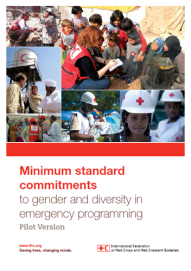 Minimum standard
commitments
to gender and diversity in
emergency programming
Pilot Version
www.ifrc.org
Saving lives, changing minds.
International Federation
of Red Cross and Red Crescent Societies